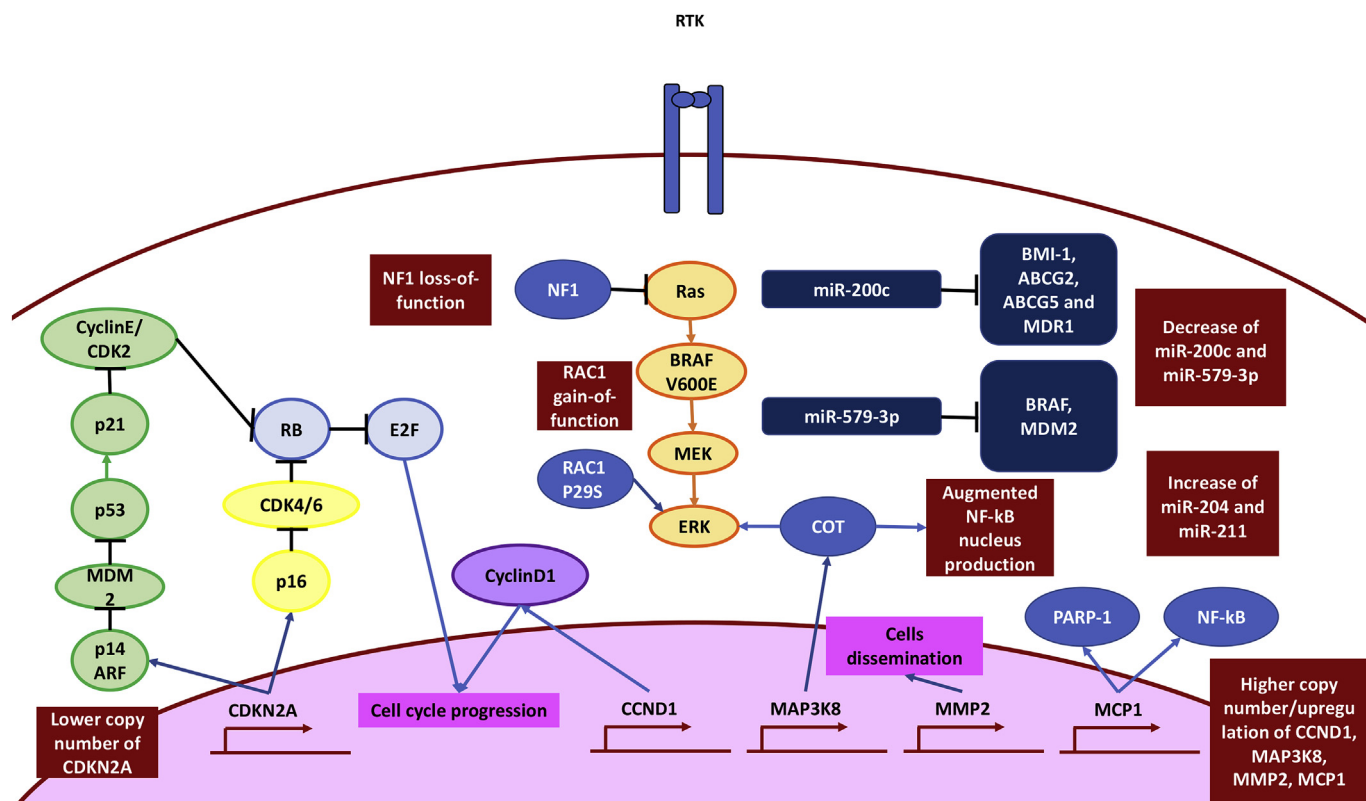 RTK
NF1 loss-of-
function
NF1
Ras
miR-200c
BMI-1,
ABCG2,
ABCG5 and
MDR1
Decrease of
miR-200c and
miR-579-3p
CyclinE/
CDK2
BRAF
V600E
RAC1
gain-of-
function
p21
RB
E2F
miR-579-3p
BRAF,
MDM2
MEK
RAC1
P29S
p53
CDK4/6
ERK
COT
Augmented
NF-kB
nucleus
production
Increase of
miR-204 and
miR-211
MDM
2
p16
CyclinD1
PARP-1
NF-kB
p14
ARF
Cells
dissemination
Lower copy
number of
CDKN2A
CDKN2A
Cell cycle progression
CCND1
MAP3K8
MMP2
MCP1
Higher copy
number/upregu
lation of CCND1,
MAP3K8,
MMP2, MCP1